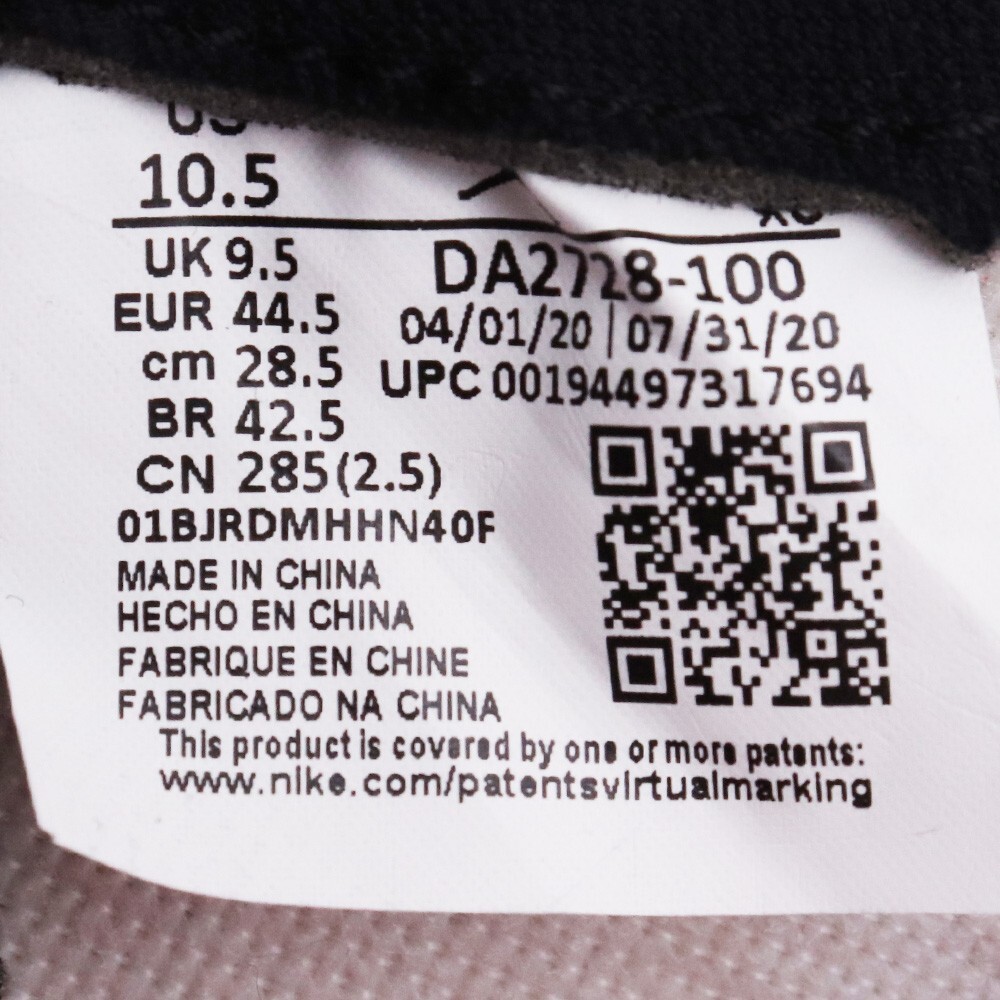 US
10.5
UK 9.5
EUR 44.5
cm 28.5
BR 42.5
CN 285(2.5)
DA2728-100
04/01/20|07/31/20
UPC 00194497317694
01BJRDMHHN40F
MADE IN CHINA
HECHO EN CHINA
FABRIQUE EN CHINE
FABRICADO NA CHINA
This product is covered by one or more patents:
www.nike.com/patentsvirtualmarking